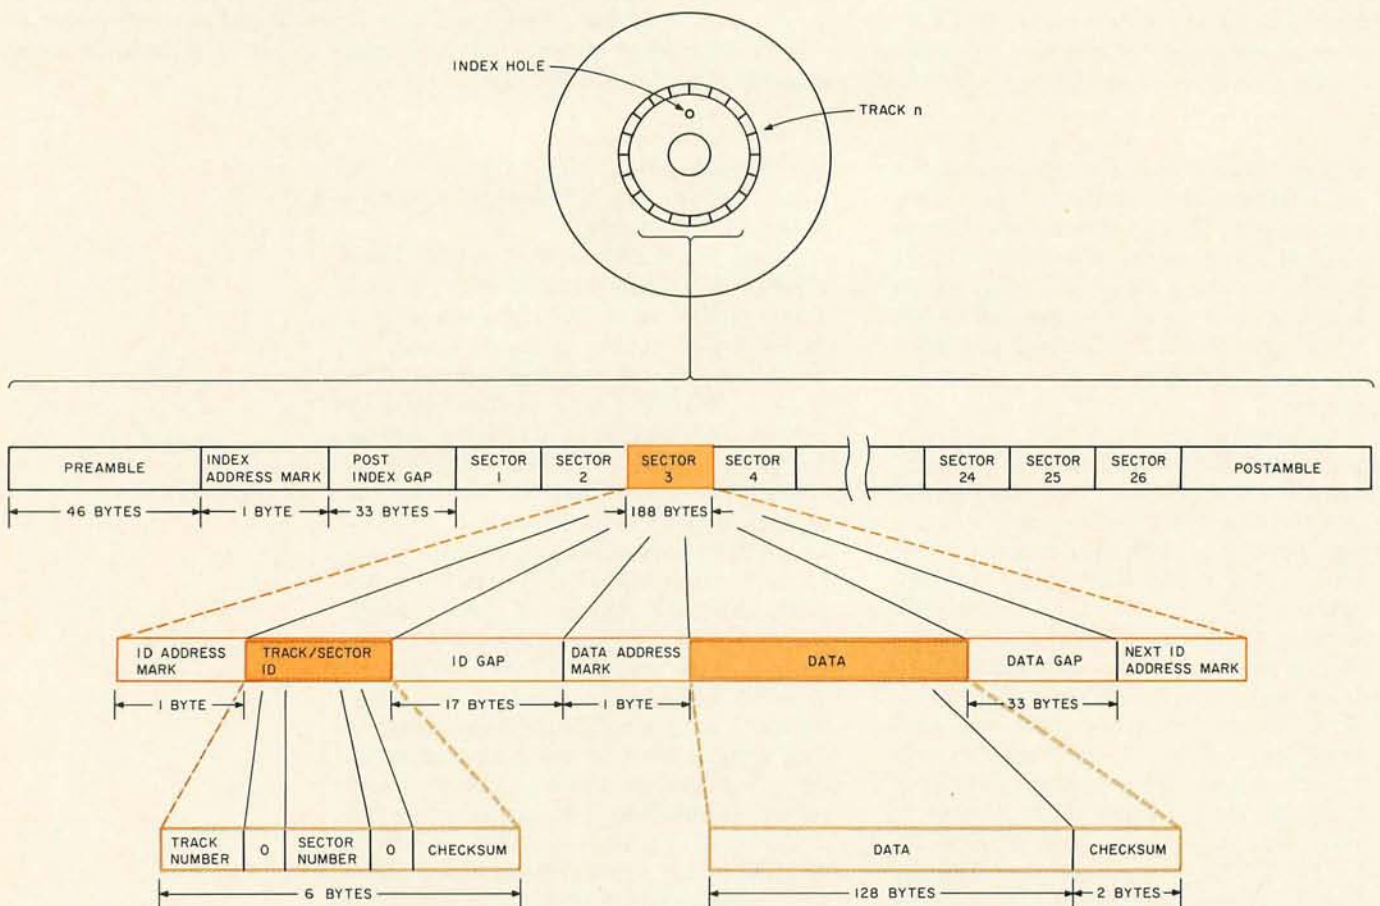 INDEX HOLE
TRACK n
PREAMBLE
INDEX
ADDRESS MARK
POST
INDEX GAP
SECTOR
1
SECTOR
2
SECTOR
3
SECTOR
4
SECTOR
24
SECTOR
25
SECTOR
26
POSTAMBLE
46 BYTES
1 BYTE
33 BYTES
188 BYTES
ID ADDRESS
MARK
TRACK/SECTOR
ID
ID GAP
DATA ADDRESS
MARK
DATA
DATA GAP
NEXT ID
ADDRESS MARK
1 BYTE
17 BYTES
1 BYTE
33 BYTES
TRACK
NUMBER
0
SECTOR
NUMBER
0
CHECKSUM
DATA
CHECKSUM
6 BYTES
128 BYTES
2 BYTES